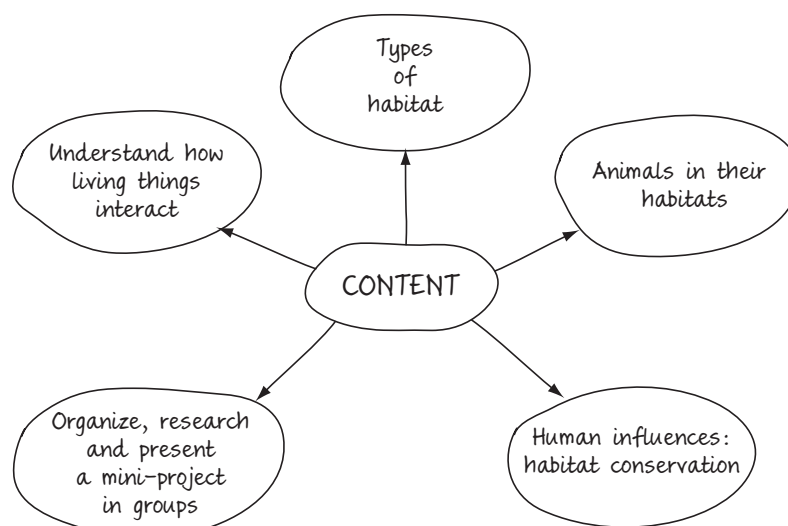 Types
of
habitat
Understand how
living things
interact
Animals in their
habitats
CONTENT
Organize, research
and present
a mini-project
in groups
Human influences:
habitat conservation